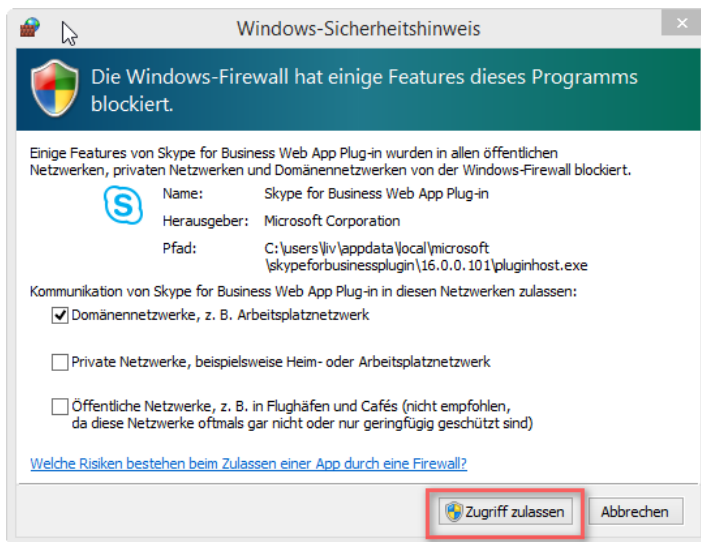 Windows-Sicherheitshinweis
Die Windows-Firewall hat einige Features dieses Programms
blockiert.
Einige Features von Skype for Business Web App Plug-in wurden in allen öffentlichen
Netzwerken, privaten Netzwerken und Domänennetzwerken von der Windows-Firewall blockiert.
Name: Skype for Business Web App Plug-in
Herausgeber: Microsoft Corporation
Pfad: C:\users\liv\appdata\local\microsoft
\skypeforbusinessplugin\16.0.0.101\pluginhost.exe
Kommunikation von Skype for Business Web App Plug-in in diesen Netzwerken zulassen:
Domänennetzwerke, z. B. Arbeitsplatznetzwerk
Private Netzwerke, beispielsweise Heim- oder Arbeitsplatznetzwerk
Öffentliche Netzwerke, z. B. in Flughäfen und Cafés (nicht empfohlen,
da diese Netzwerke oftmals gar nicht oder nur geringfügig geschützt sind)
Welche Risiken bestehen beim Zulassen einer App durch eine Firewall?
Zugriff zulassen Abbrechen